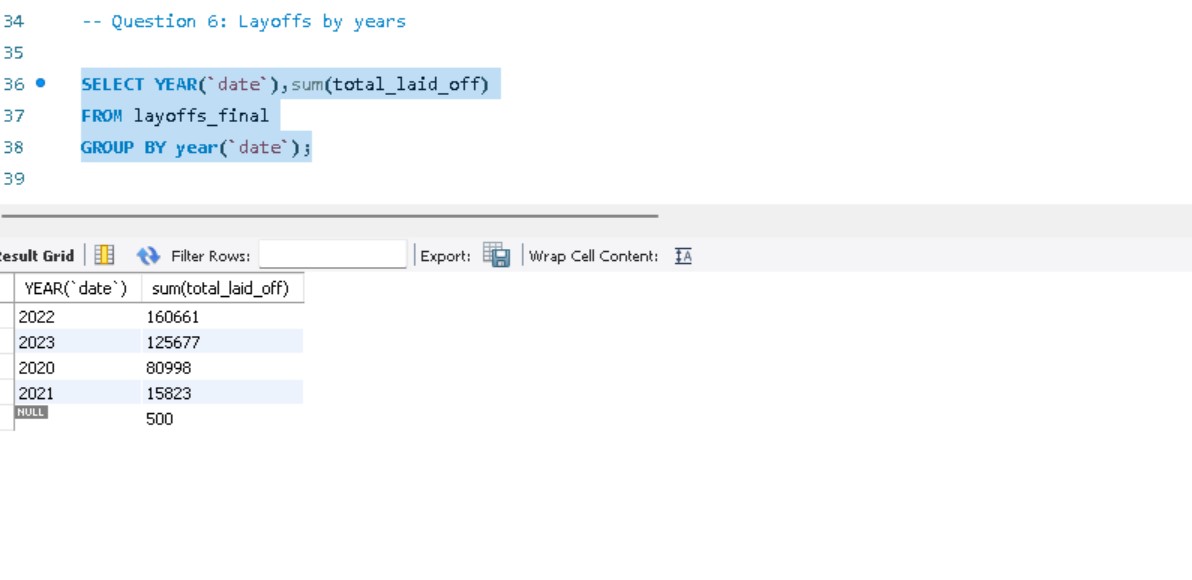 34 -- Question 6: Layoffs by years
35
36 SELECT YEAR(`date`),sum(total_laid_off)
37 FROM layoffs_final
38 GROUP BY year(`date`);
39
Result Grid Filter Rows: Export: Wrap Cell Content: IA
YEAR(`date`) sum(total_laid_off)
2022 160661
2023 125677
2020 80998
2021 15823
NULL 500